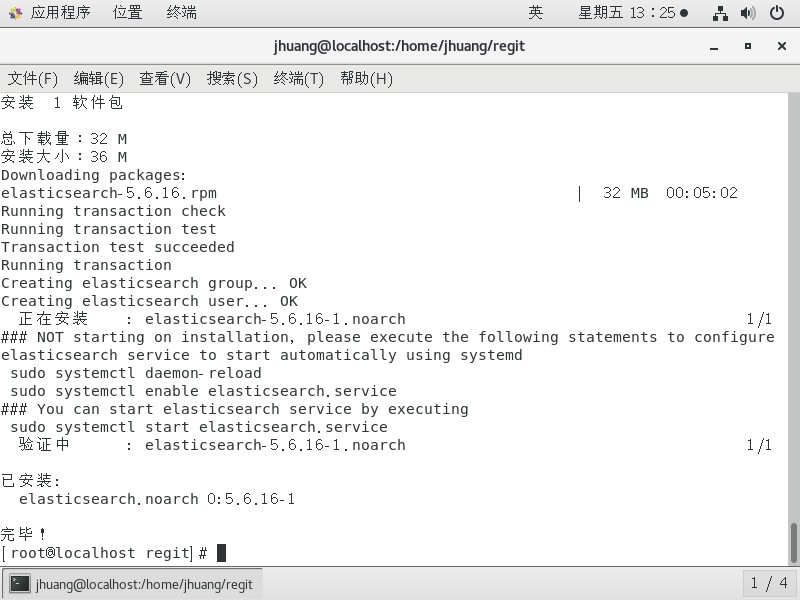 应用程序 位置 终端 英 星期五 13：25●
jhuang@localhost:/home/jhuang/regit
文件(F) 编辑(E) 查看(V) 搜索(S) 终端(T) 帮助(H)
安装 1 软件包
总下载量：32 M
安装大小：36 M
Downloading packages:
elasticsearch-5.6.16.rpm | 32 MB 00:05:02
Running transaction check
Running transaction test
Transaction test succeeded
Running transaction
Creating elasticsearch group... OK
Creating elasticsearch user... OK
正在安装 : elasticsearch-5.6.16-1.noarch 1/1
### NOT starting on installation, please execute the following statements to configure
elasticsearch service to start automatically using systemd
sudo systemctl daemon-reload
sudo systemctl enable elasticsearch.service
### You can start elasticsearch service by executing
sudo systemctl start elasticsearch.service
验证中 : elasticsearch-5.6.16-1.noarch 1/1
已安装:
elasticsearch.noarch 0:5.6.16-1
完毕！
[root@localhost regit]#
jhuang@localhost:/home/jhuang/regit 1 / 4